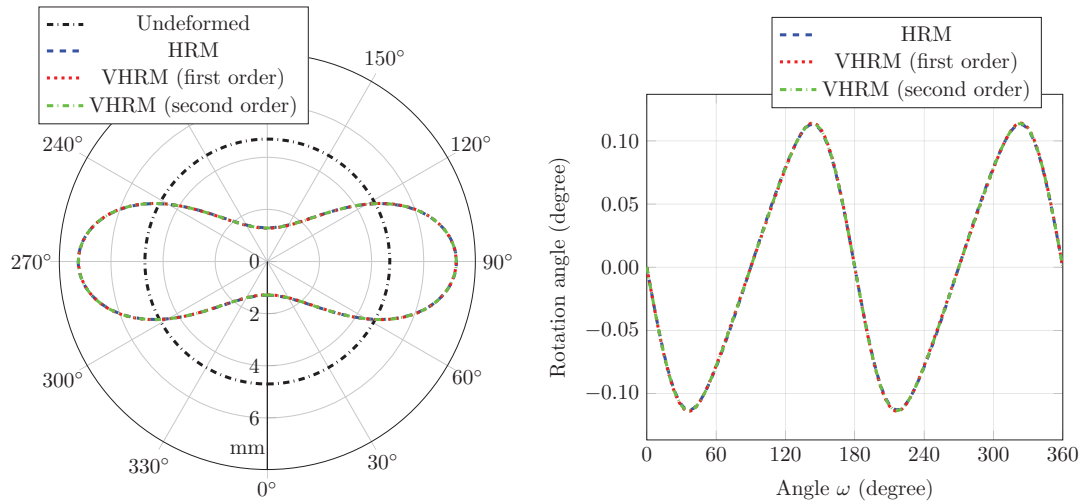 Undeformed
HRM
VHRM (first order)
VHRM (second order)
150°
240°
120°
270°
0
90°
2
300°
4
60°
6
mm
330°
30°
0°
HRM
VHRM (first order)
VHRM (second order)
Rotation angle (degree)
0.10
0.05
0.00
−0.05
−0.10
0 60 120 180 240 300 360
Angle ω (degree)